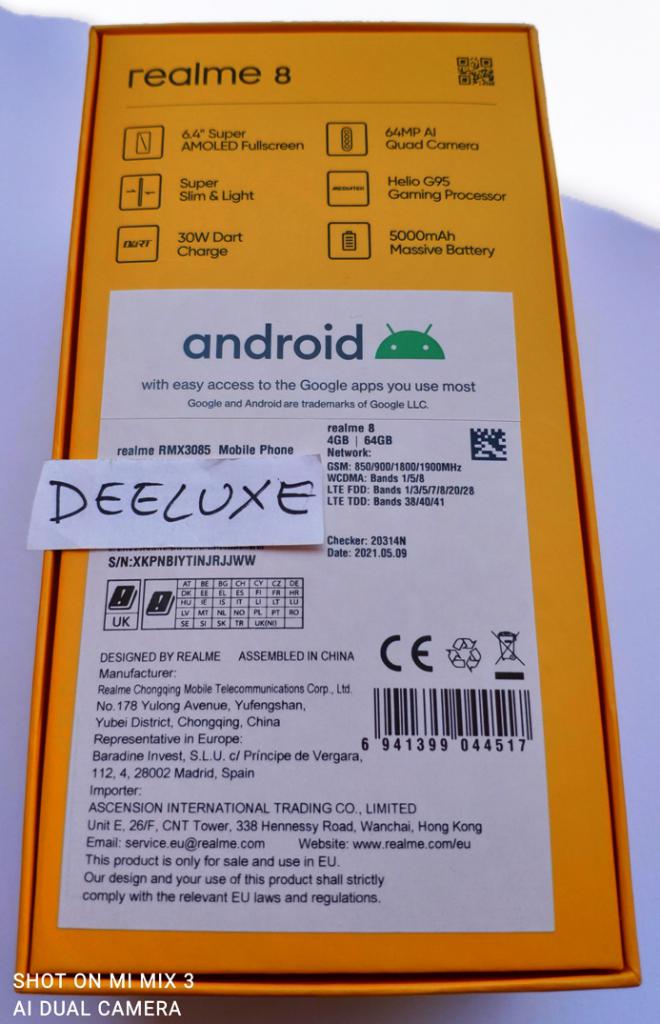 realme 8
6.4" Super
AMOLED Fullscreen
64MP AI
Quad Camera
Super
Slim & Light
MEDIATEK
Helio G95
Gaming Processor
DART
30W Dart
Charge
5000mAh
Massive Battery
android
with easy access to the Google apps you use most
Google and Android are trademarks of Google LLC.
realme RMX3085 Mobile Phone
realme 8
4GB | 64GB
Network:
GSM: 850/900/1800/1900MHz
WCDMA: Bands 1/5/8
LTE FDD: Bands 1/3/5/7/8/20/28
LTE TDD: Bands 38/40/41
DEELUXE
Checker: 20314N
Date: 2021.05.09
S/N:XKPNBIYTINJRJJWW
UK
AT BE BG CH CY CZ DE
DK EE EL ES FI FR HR
HU IE IS IT LI LT LU
LV MT NL NO PL PT RO
SE SI SK TR UK(NI)
DESIGNED BY REALME ASSEMBLED IN CHINA
CE
Manufacturer:
Realme Chongqing Mobile Telecommunications Corp., Ltd.
No.178 Yulong Avenue, Yufengshan,
Yubei District, Chongqing, China
Representative in Europe:
Baradine Invest, S.L.U. c/ Príncipe de Vergara,
112, 4, 28002 Madrid, Spain
6 941399 044517
Importer:
ASCENSION INTERNATIONAL TRADING CO., LIMITED
Unit E, 26/F, CNT Tower, 338 Hennessy Road, Wanchai, Hong Kong
Email: service.eu@realme.com Website: www.realme.com/eu
This product is only for sale and use in EU.
Our design and your use of this product shall strictly
comply with the relevant EU laws and regulations.
SHOT ON MI MIX 3
AI DUAL CAMERA